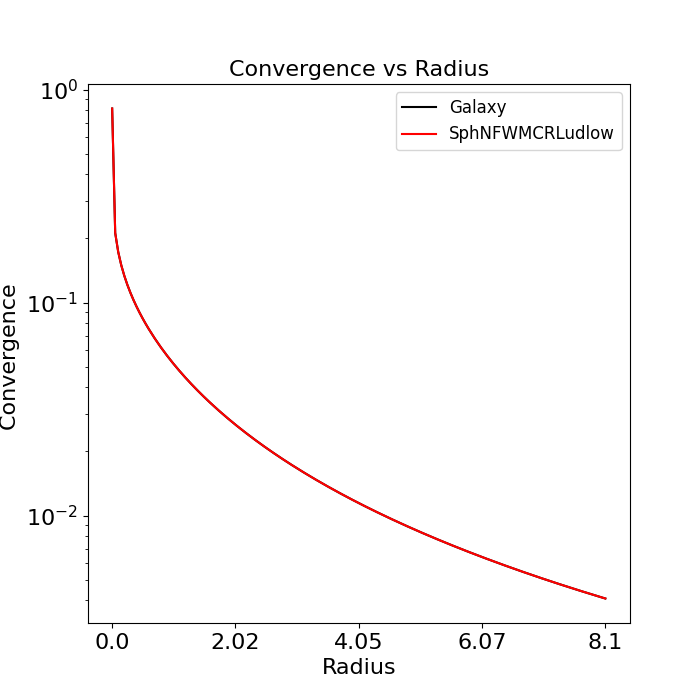 Convergence vs Radius
Galaxy
SphNFWMCRLudlow
Convergence
10⁰
10⁻¹
10⁻²
0.0 2.02 4.05 6.07 8.1
Radius